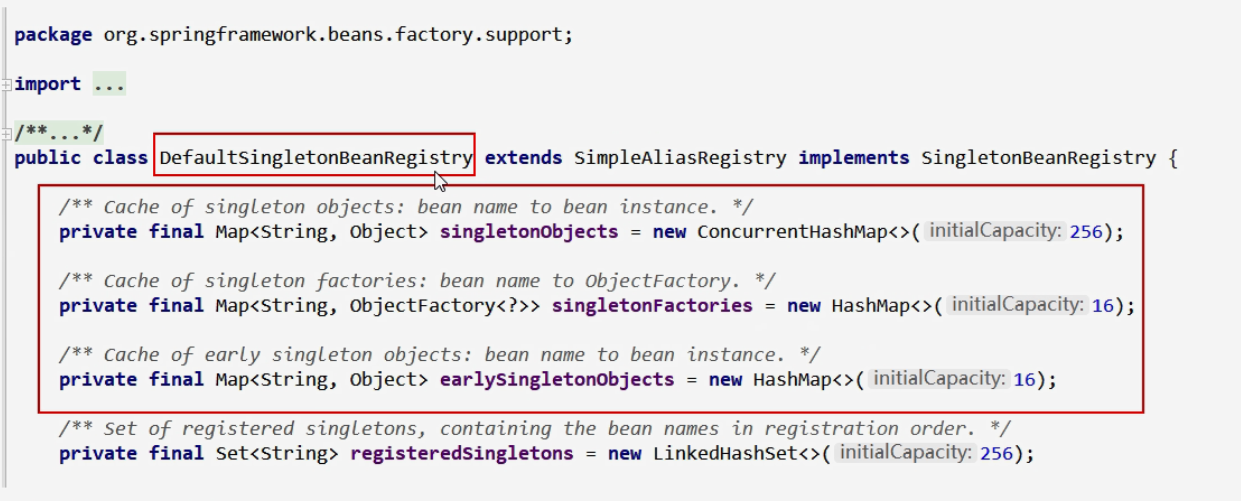 package org.springframework.beans.factory.support;
import ...
/**...*/
public class DefaultSingletonBeanRegistry extends SimpleAliasRegistry implements SingletonBeanRegistry {
/** Cache of singleton objects: bean name to bean instance. */
private final Map<String, Object> singletonObjects = new ConcurrentHashMap<>( initialCapacity: 256);
/** Cache of singleton factories: bean name to ObjectFactory. */
private final Map<String, ObjectFactory<?>> singletonFactories = new HashMap<>( initialCapacity: 16);
/** Cache of early singleton objects: bean name to bean instance. */
private final Map<String, Object> earlySingletonObjects = new HashMap<>( initialCapacity: 16);
/** Set of registered singletons, containing the bean names in registration order. */
private final Set<String> registeredSingletons = new LinkedHashSet<>( initialCapacity: 256);